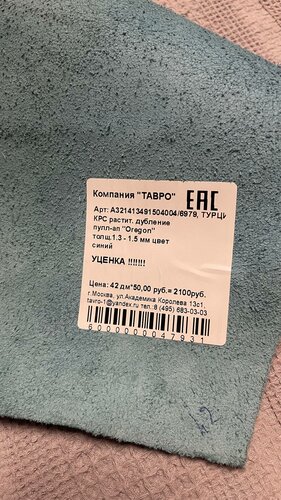 Компания "ТАВРО"
EAC
Арт: А321413491504004/6979, ТУРЦИ
КРС растит. дубление
пулл-ап "Oregon"
толщ.1.3 - 1.5 мм цвет
синий
УЦЕНКА !!!!!!!
Цена: 42 дм*50,00 руб.= 2100руб.
г.Москва, ул.Академика Королева 13с1,
tavro-1@yandex.ru тел. 8 (495) 683-03-03
6000000047931